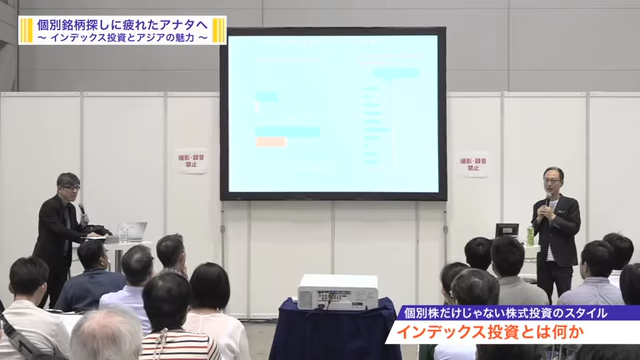 個別銘柄探しに疲れたアナタへ
～ インデックス投資とアジアの魅力 ～
撮影・録音
禁止
撮影・録音
禁止
個別株だけじゃない株式投資のスタイル
インデックス投資とは何か